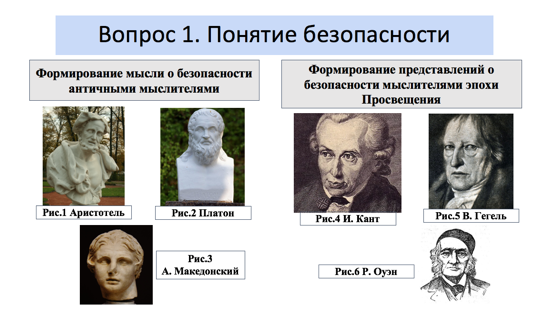 Вопрос 1. Понятие безопасности
Формирование мысли о безопасности
античными мыслителями
Формирование представлений о
безопасности мыслителями эпохи
Просвещения
Рис.1 Аристотель
Рис.2 Платон
Рис.4 И. Кант
Рис.5 В. Гегель
Рис.3
А. Македонский
Рис.6 Р. Оуэн